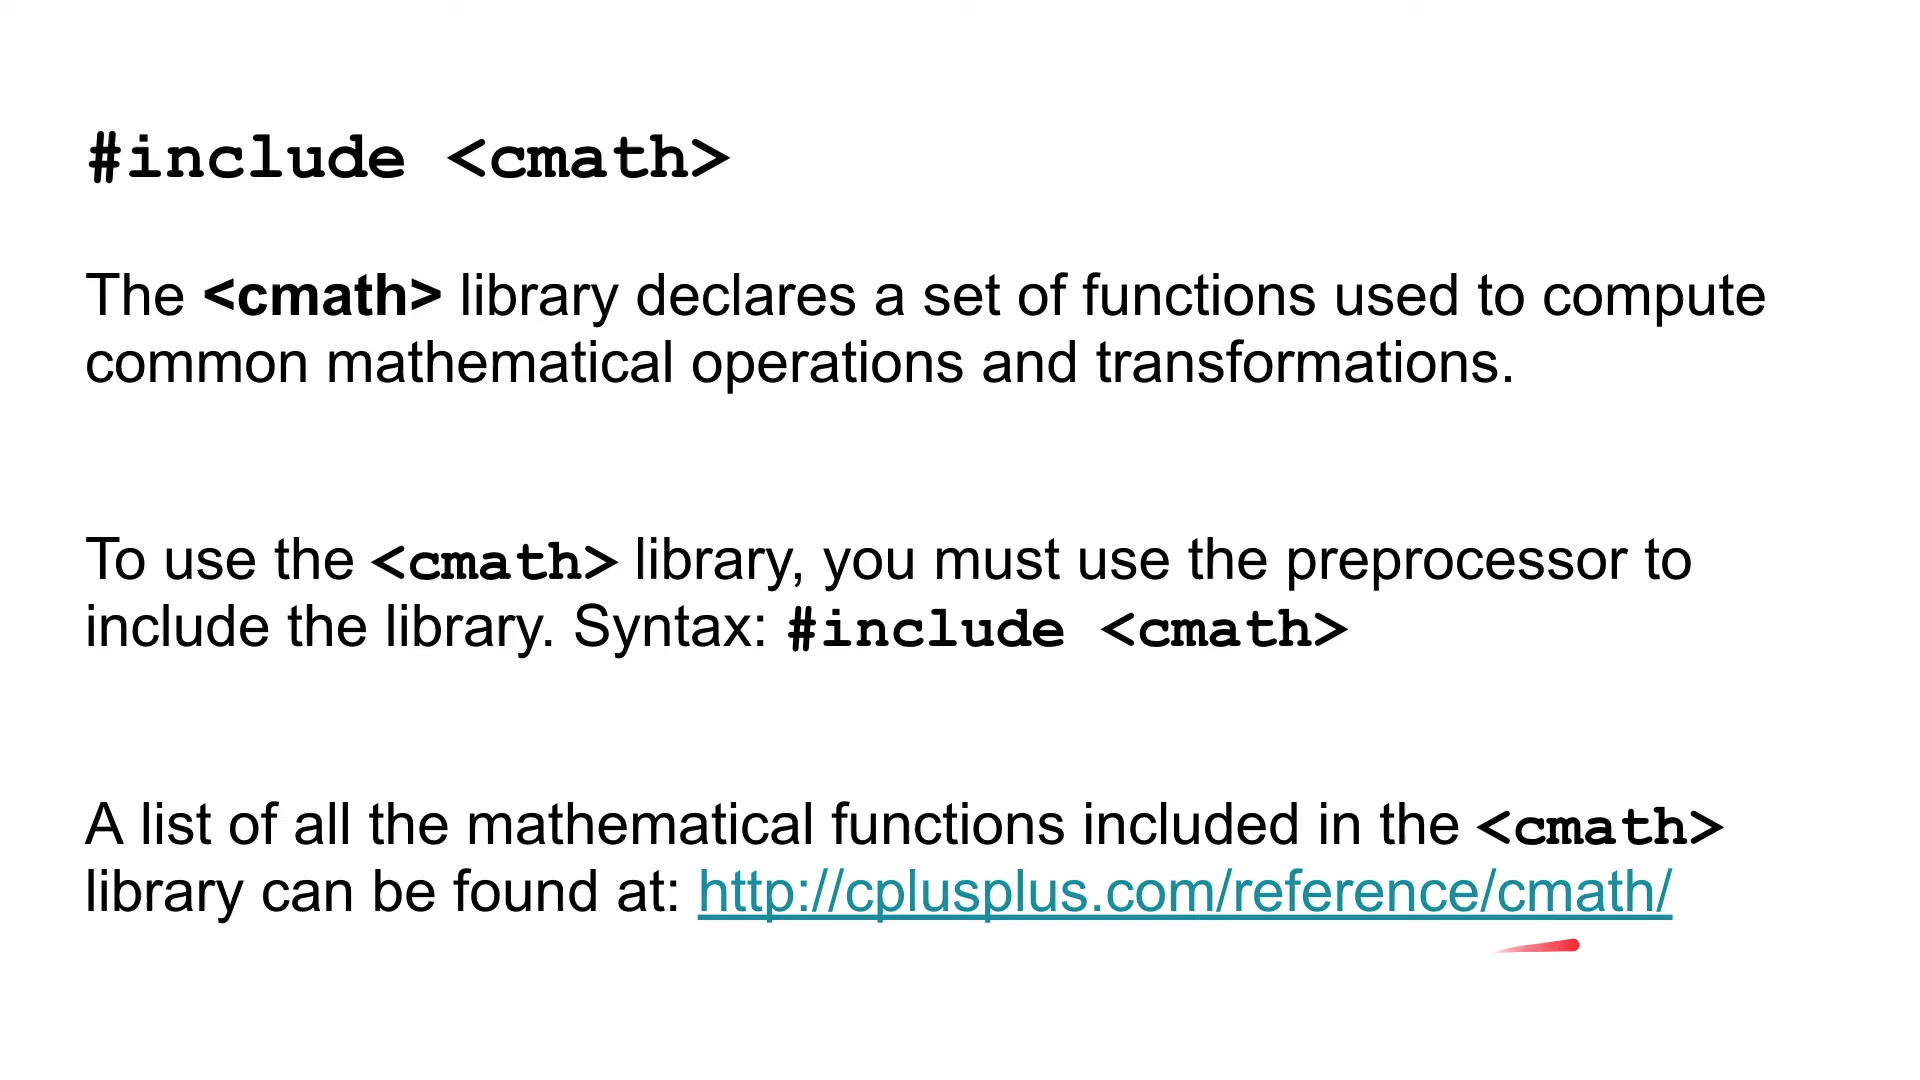 #include <cmath>
The <cmath> library declares a set of functions used to compute
common mathematical operations and transformations.
To use the <cmath> library, you must use the preprocessor to
include the library. Syntax: #include <cmath>
A list of all the mathematical functions included in the <cmath>
library can be found at: http://cplusplus.com/reference/cmath/